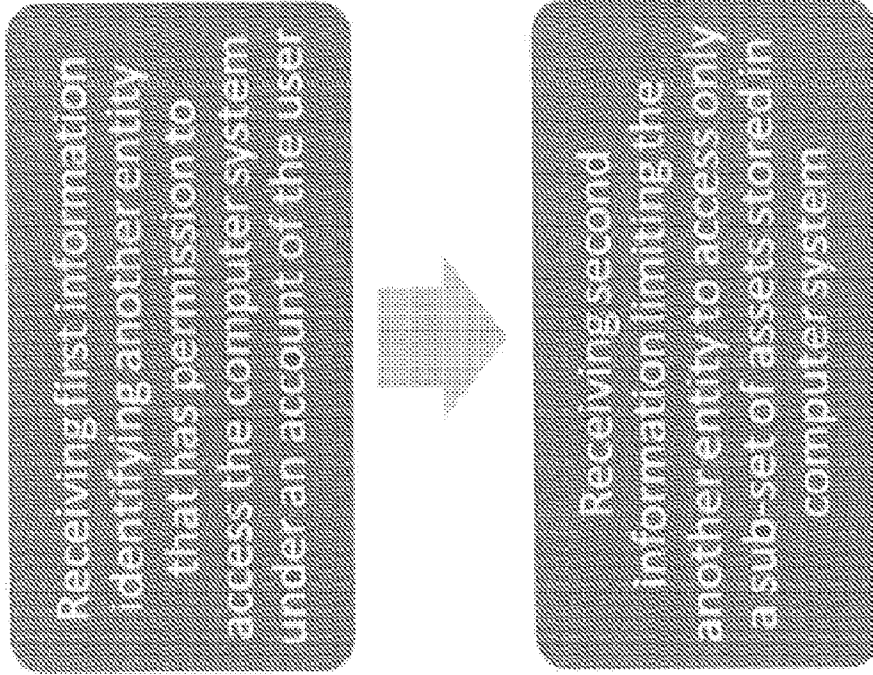 Receiving first information
identifying another entity
that has permission to
access the computer system
under an account of the user
Receiving second
information limiting the
another entity to access only
a sub-set of assets stored in
computer system